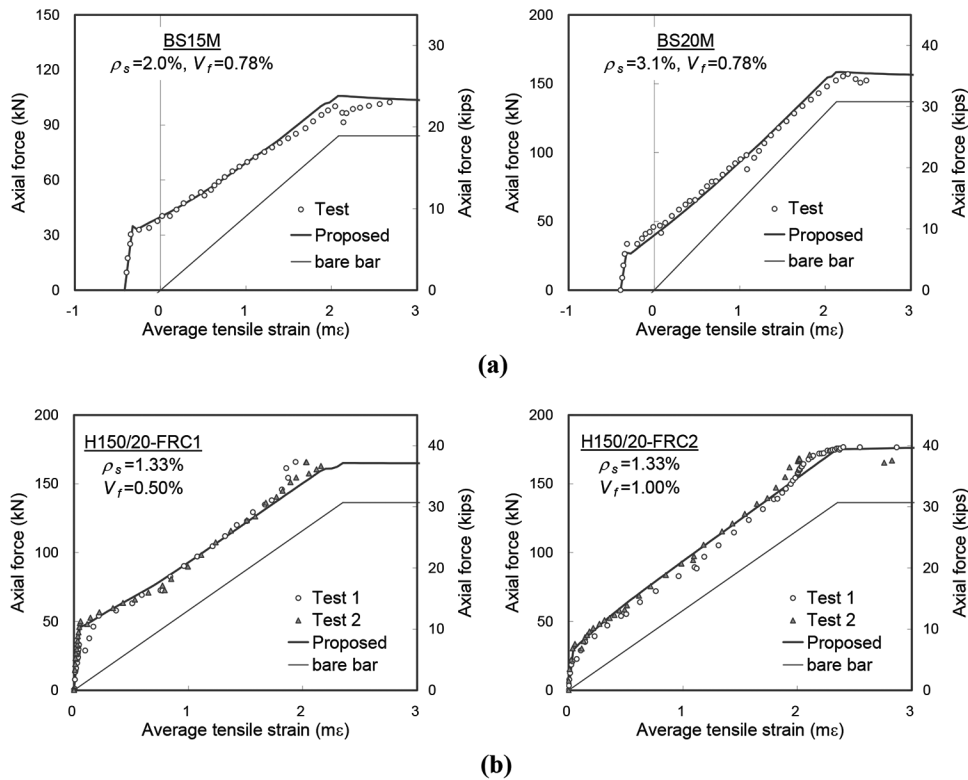 BS15M
ρs=2.0%, Vf=0.78%
Axial force (kN)
150
120
90
60
30
0
Axial force (kips)
30
20
10
0
Test
Proposed
bare bar
-1
0
1
2
3
Average tensile strain (mε)
BS20M
ρs=3.1%, Vf=0.78%
Axial force (kN)
200
150
100
50
0
Axial force (kips)
40
30
20
10
0
Test
Proposed
bare bar
-1
0
1
2
3
Average tensile strain (mε)
(a)
H150/20-FRC1
ρs=1.33%
Vf=0.50%
Axial force (kN)
200
150
100
50
0
Axial force (kips)
40
30
20
10
0
Test 1
Test 2
Proposed
bare bar
0
1
2
3
Average tensile strain (mε)
H150/20-FRC2
ρs=1.33%
Vf=1.00%
Axial force (kN)
200
150
100
50
0
Axial force (kips)
40
30
20
10
0
Test 1
Test 2
Proposed
bare bar
0
1
2
3
Average tensile strain (mε)
(b)